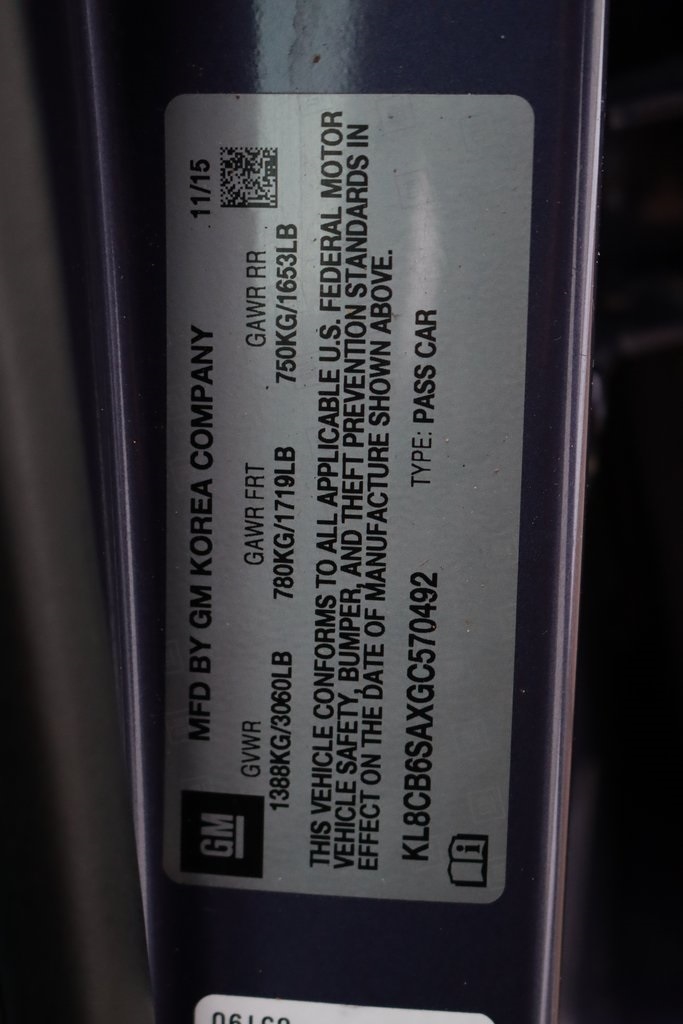 GM
MFD BY GM KOREA COMPANY 11/15
GVWR GAWR FRT GAWR RR
1388KG/3060LB 780KG/1719LB 750KG/1653LB
THIS VEHICLE CONFORMS TO ALL APPLICABLE U.S. FEDERAL MOTOR
VEHICLE SAFETY, BUMPER, AND THEFT PREVENTION STANDARDS IN
EFFECT ON THE DATE OF MANUFACTURE SHOWN ABOVE.
KL8CB6SAXGC570492 TYPE: PASS CAR